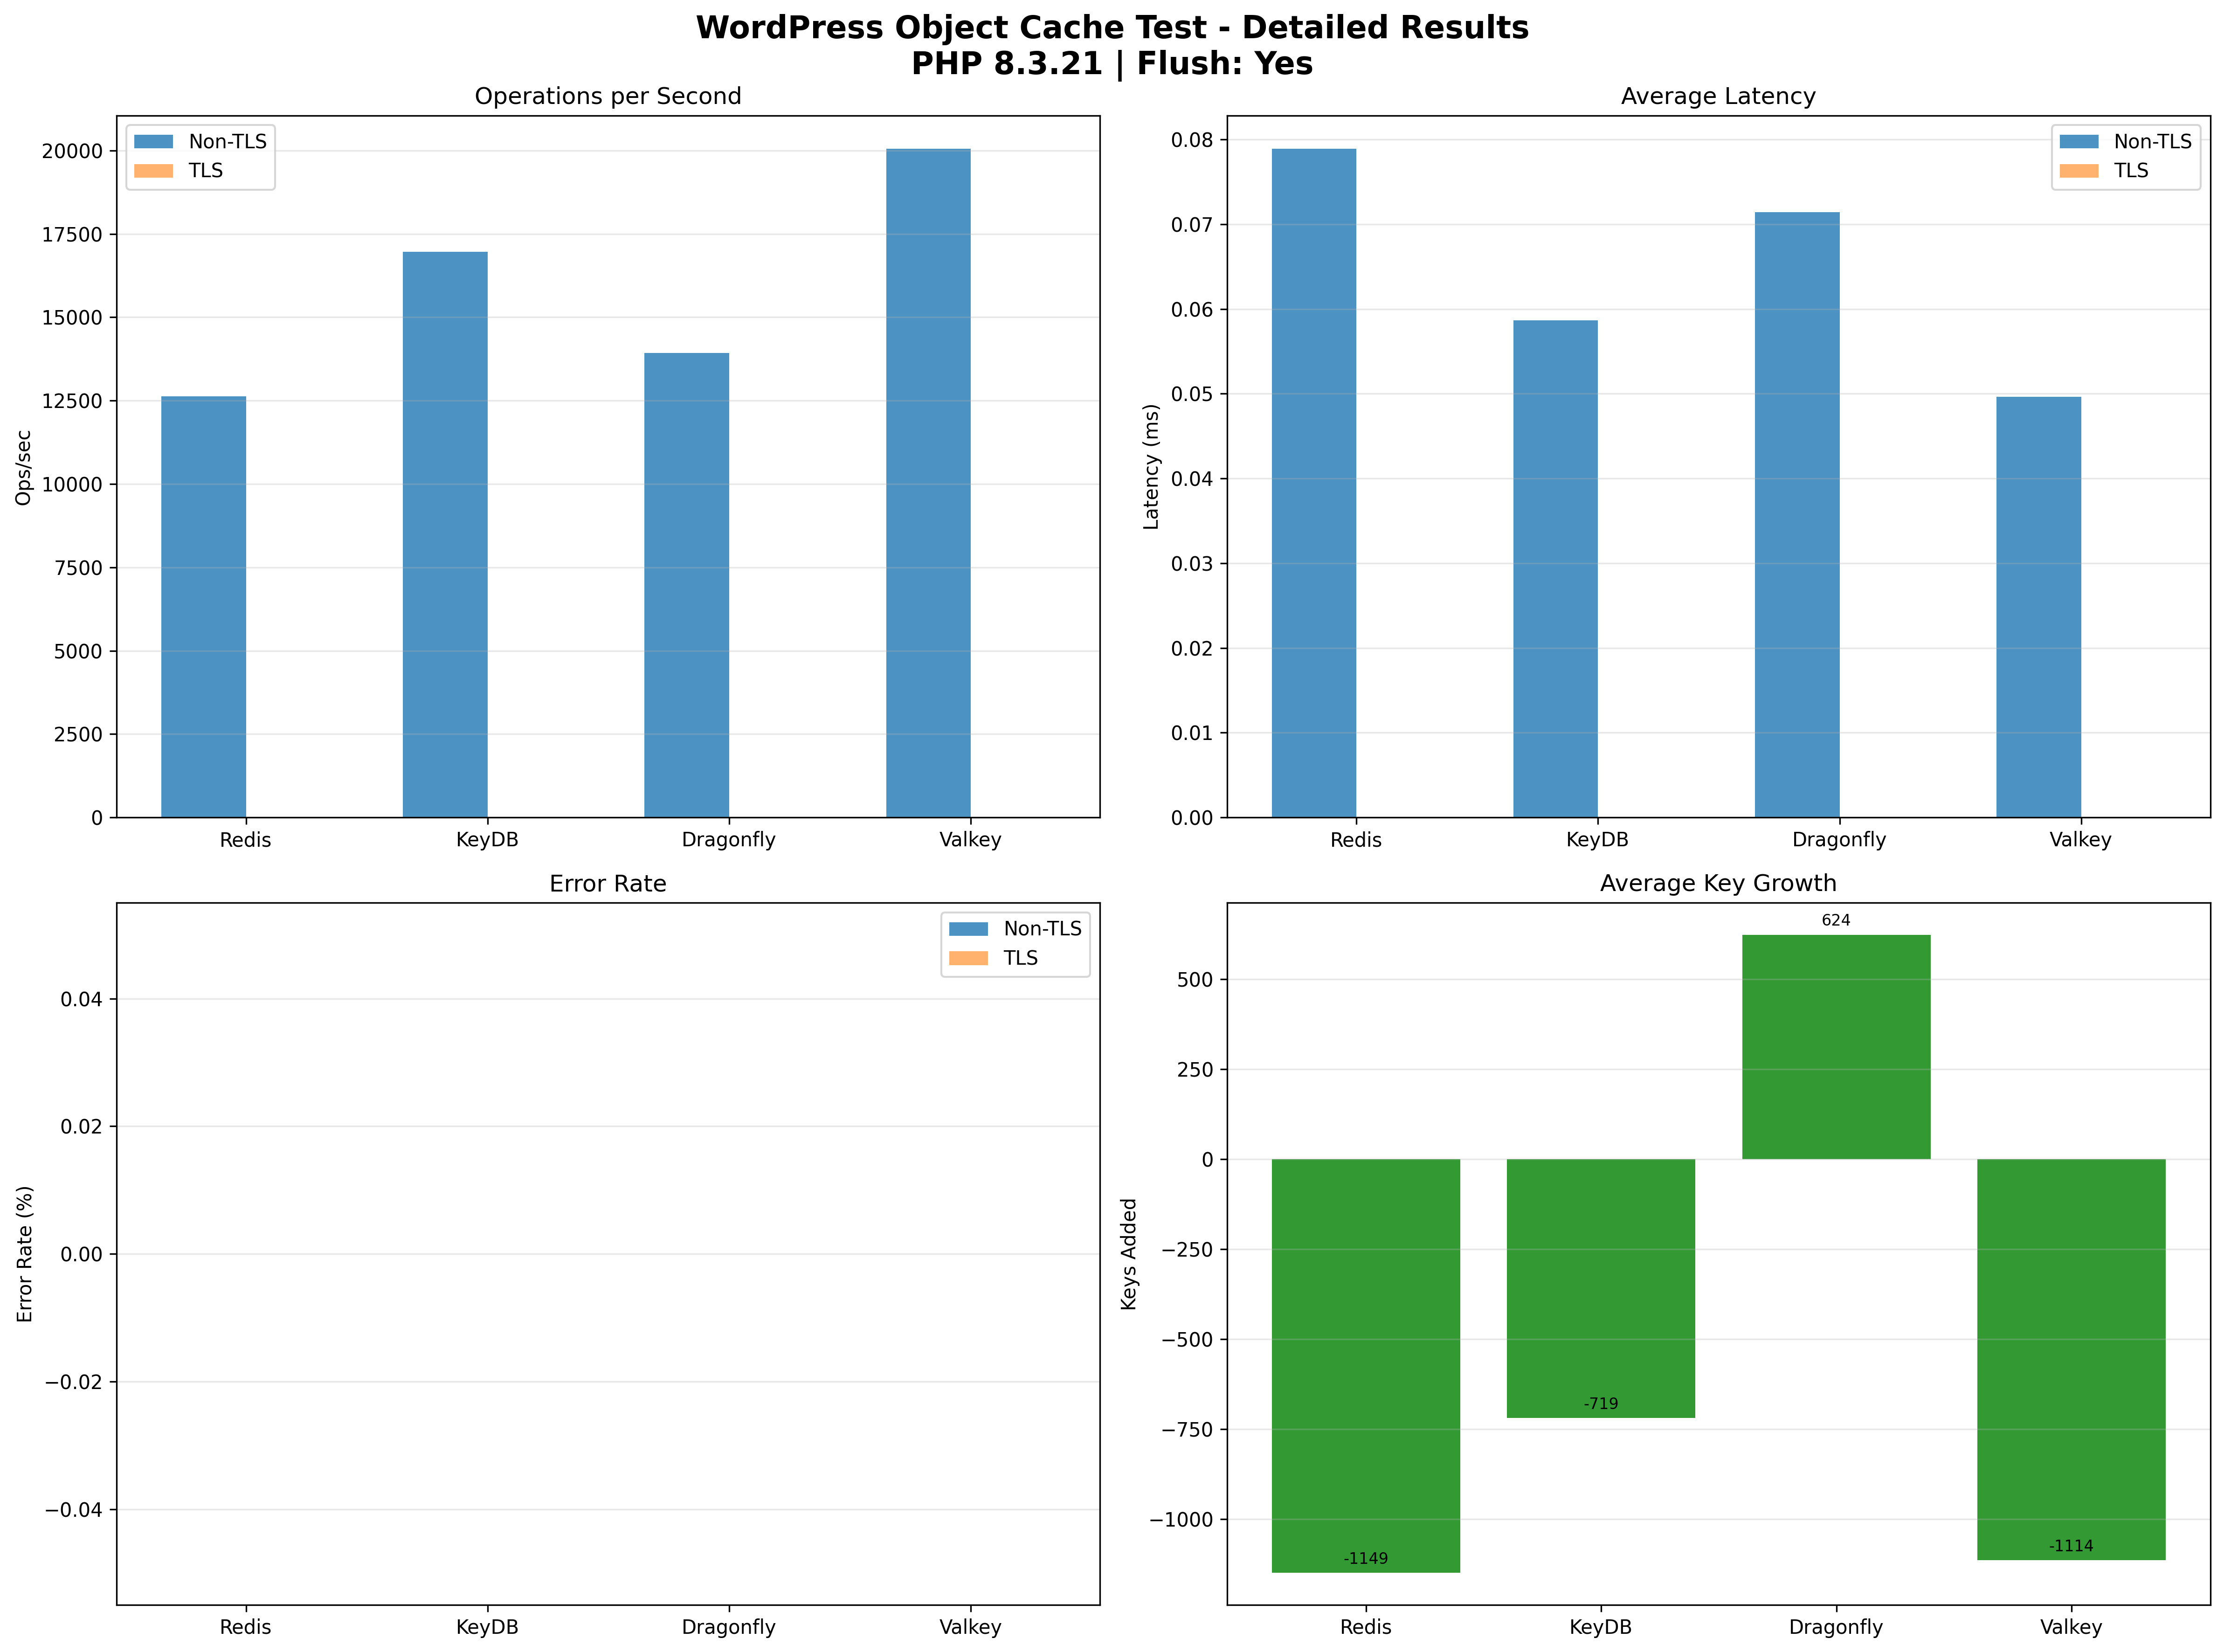 WordPress Object Cache Test - Detailed Results
PHP 8.3.21 | Flush: Yes
Operations per Second
Non-TLS
TLS
Ops/sec
20000
17500
15000
12500
10000
7500
5000
2500
0
Redis
KeyDB
Dragonfly
Valkey
Average Latency
Non-TLS
TLS
Latency (ms)
0.08
0.07
0.06
0.05
0.04
0.03
0.02
0.01
0.00
Redis
KeyDB
Dragonfly
Valkey
Error Rate
Non-TLS
TLS
Error Rate (%)
0.04
0.02
0.00
−0.02
−0.04
Redis
KeyDB
Dragonfly
Valkey
Average Key Growth
Keys Added
500
250
0
−250
−500
−750
−1000
624
-719
-1149
-1114
Redis
KeyDB
Dragonfly
Valkey